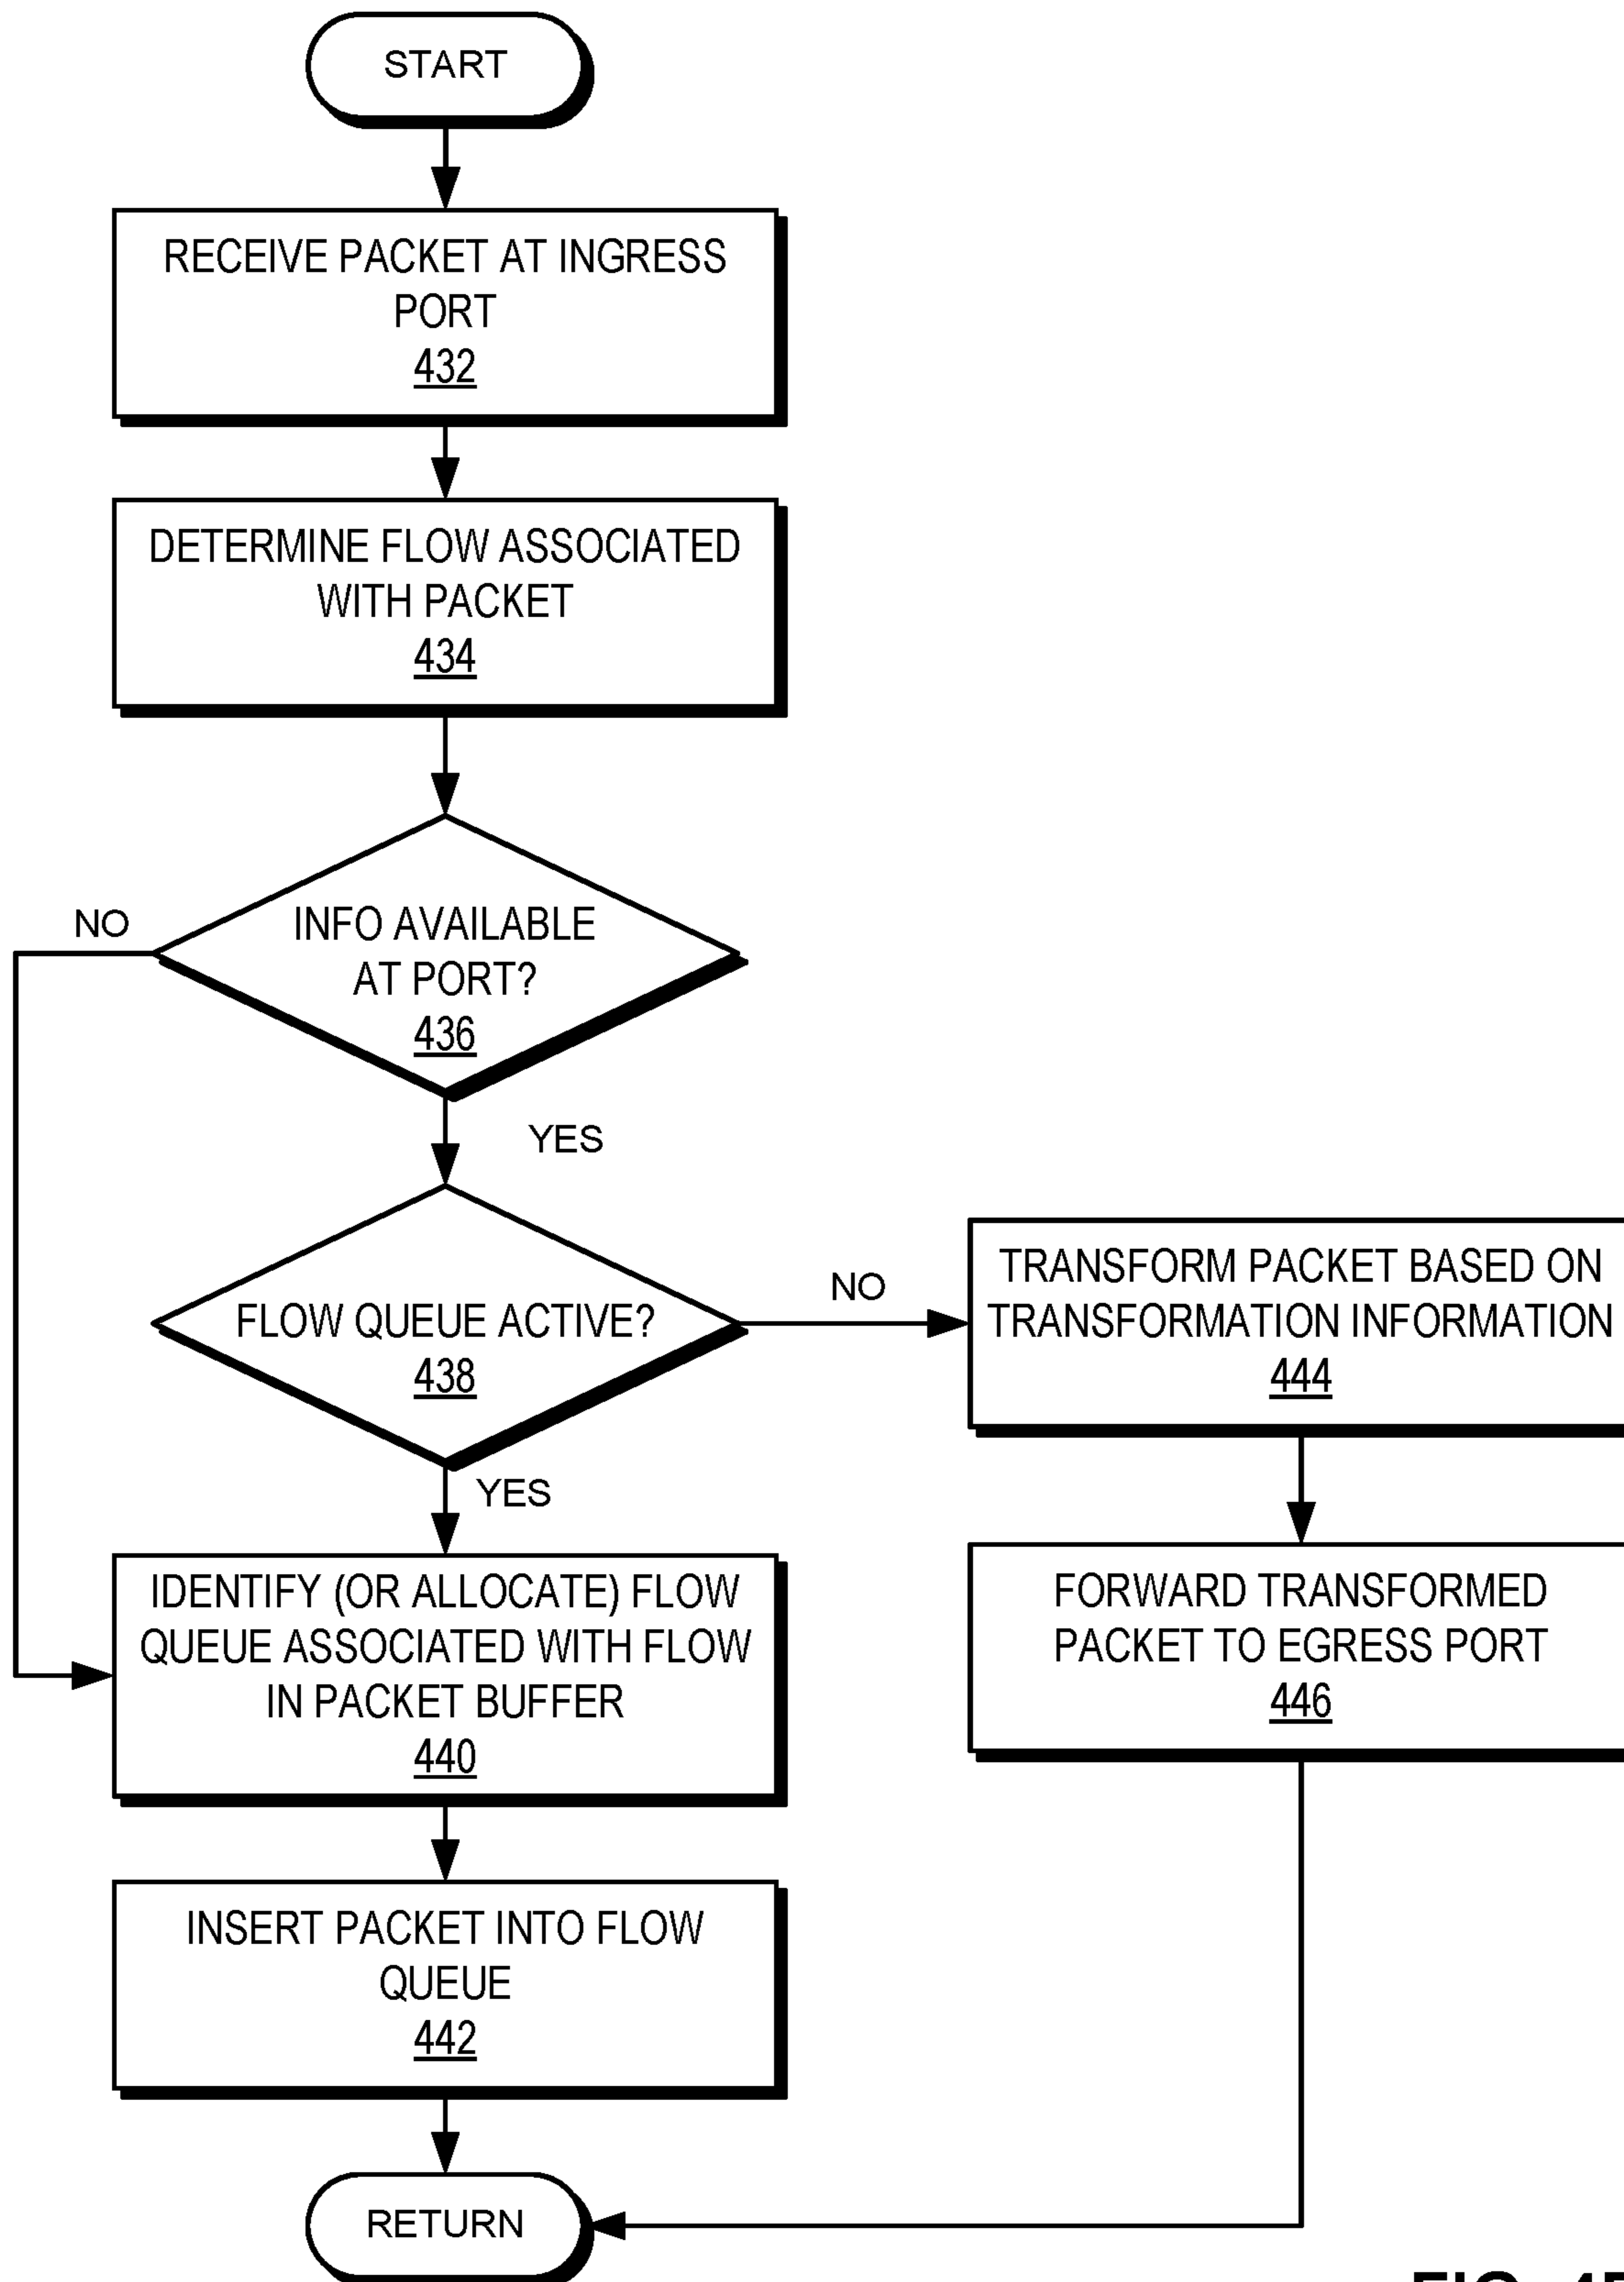 START
RECEIVE PACKET AT INGRESS
PORT
432
DETERMINE FLOW ASSOCIATED
WITH PACKET
434
NO
INFO AVAILABLE
AT PORT?
436
YES
FLOW QUEUE ACTIVE?
438
NO
TRANSFORM PACKET BASED ON
TRANSFORMATION INFORMATION
444
YES
IDENTIFY (OR ALLOCATE) FLOW
QUEUE ASSOCIATED WITH FLOW
IN PACKET BUFFER
440
FORWARD TRANSFORMED
PACKET TO EGRESS PORT
446
INSERT PACKET INTO FLOW
QUEUE
442
RETURN